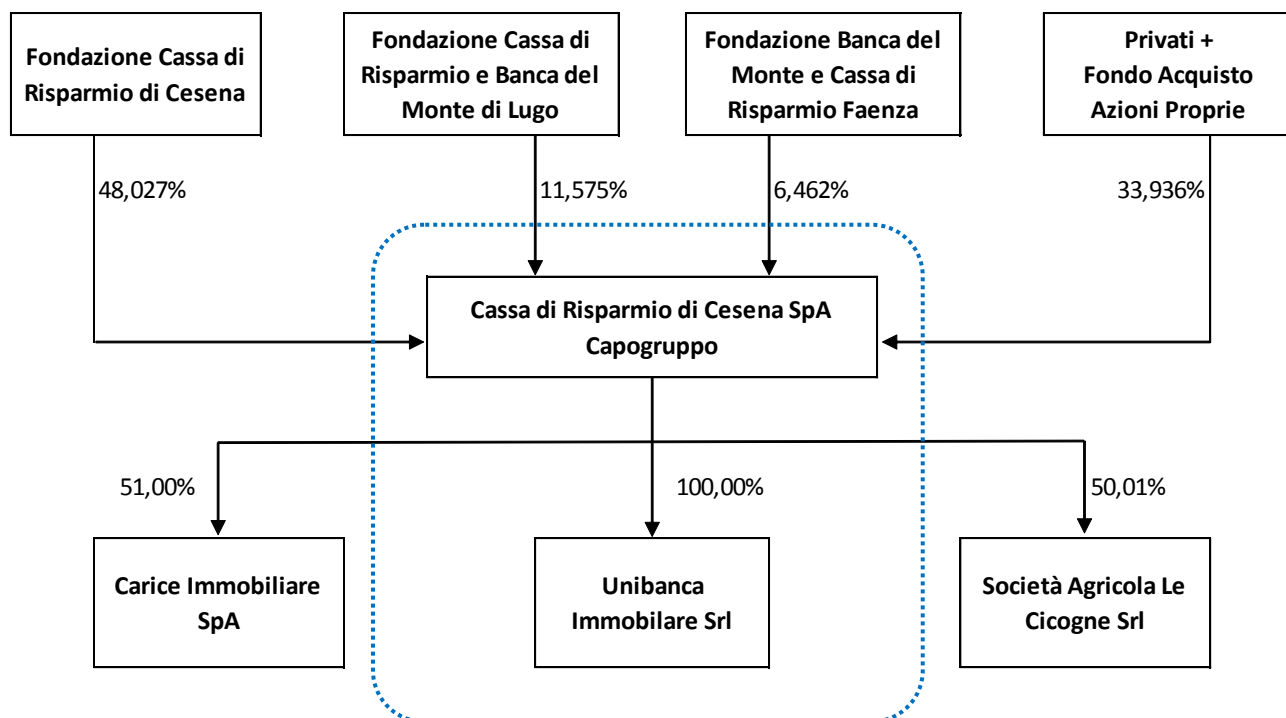 Fondazione Cassa di
Risparmio di Cesena
Fondazione Cassa di
Risparmio e Banca del
Monte di Lugo
Fondazione Banca del
Monte e Cassa di
Risparmio Faenza
Privati +
Fondo Acquisto
Azioni Proprie
48,027%
11,575%
6,462%
33,936%
Cassa di Risparmio di Cesena SpA
Capogruppo
51,00%
100,00%
50,01%
Carice Immobiliare
SpA
Unibanca
Immobilare Srl
Società Agricola Le
Cicogne Srl